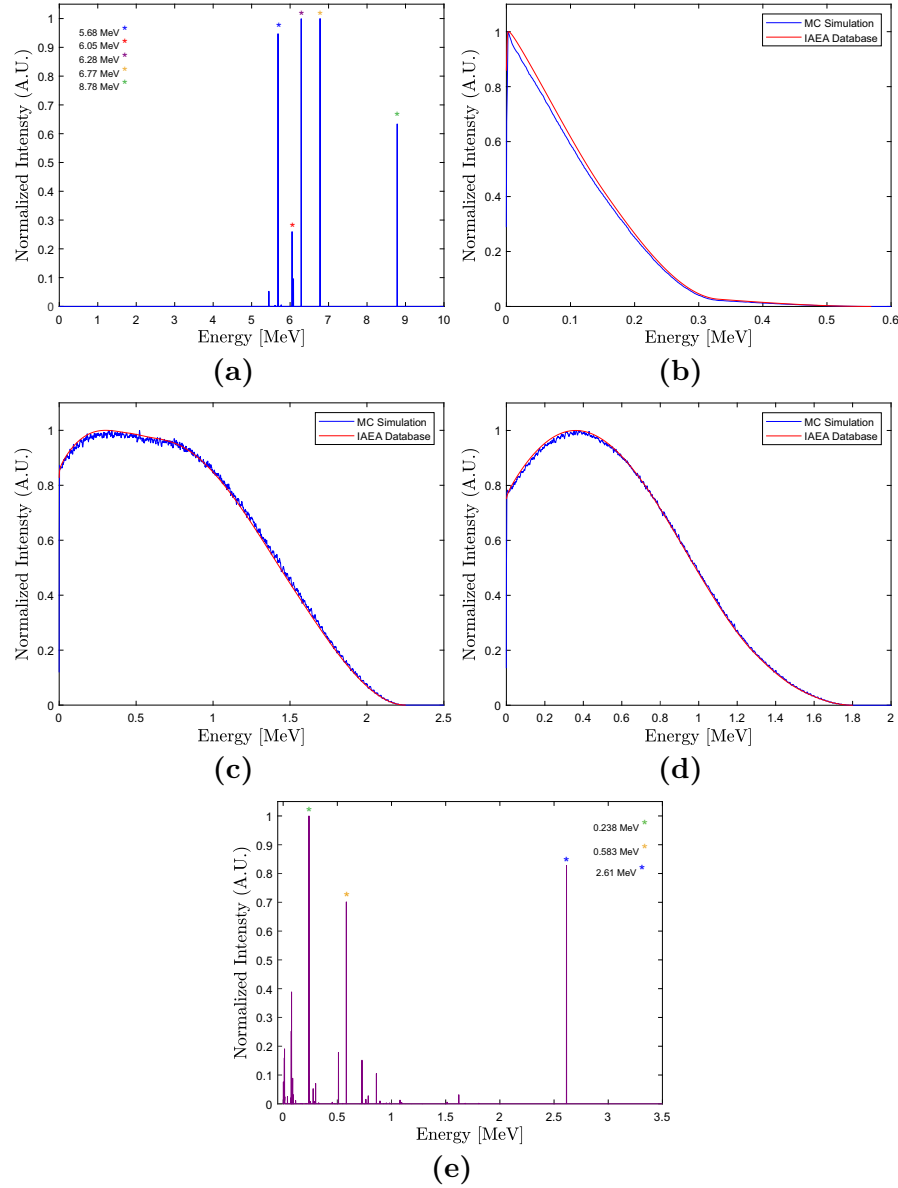 Normalized Intensty (A.U.)
1
0.9
0.8
0.7
0.6
0.5
0.4
0.3
0.2
0.1
0
5.68 MeV
6.05 MeV
6.28 MeV
6.77 MeV
8.78 MeV
0 1 2 3 4 5 6 7 8 9 10
Energy [MeV]
(a)
Normalized Intensty (A.U.)
1
0.8
0.6
0.4
0.2
0
MC Simulation
IAEA Database
0 0.1 0.2 0.3 0.4 0.5 0.6
Energy [MeV]
(b)
Normalized Intensty (A.U.)
1
0.8
0.6
0.4
0.2
0
MC Simulation
IAEA Database
0 0.5 1 1.5 2 2.5
Energy [MeV]
(c)
Normalized Intensty (A.U.)
1
0.8
0.6
0.4
0.2
0
MC Simulation
IAEA Database
0 0.2 0.4 0.6 0.8 1 1.2 1.4 1.6 1.8 2
Energy [MeV]
(d)
Normalized Intensty (A.U.)
1
0.9
0.8
0.7
0.6
0.5
0.4
0.3
0.2
0.1
0
0.238 MeV
0.583 MeV
2.61 MeV
0 0.5 1 1.5 2 2.5 3 3.5
Energy [MeV]
(e)